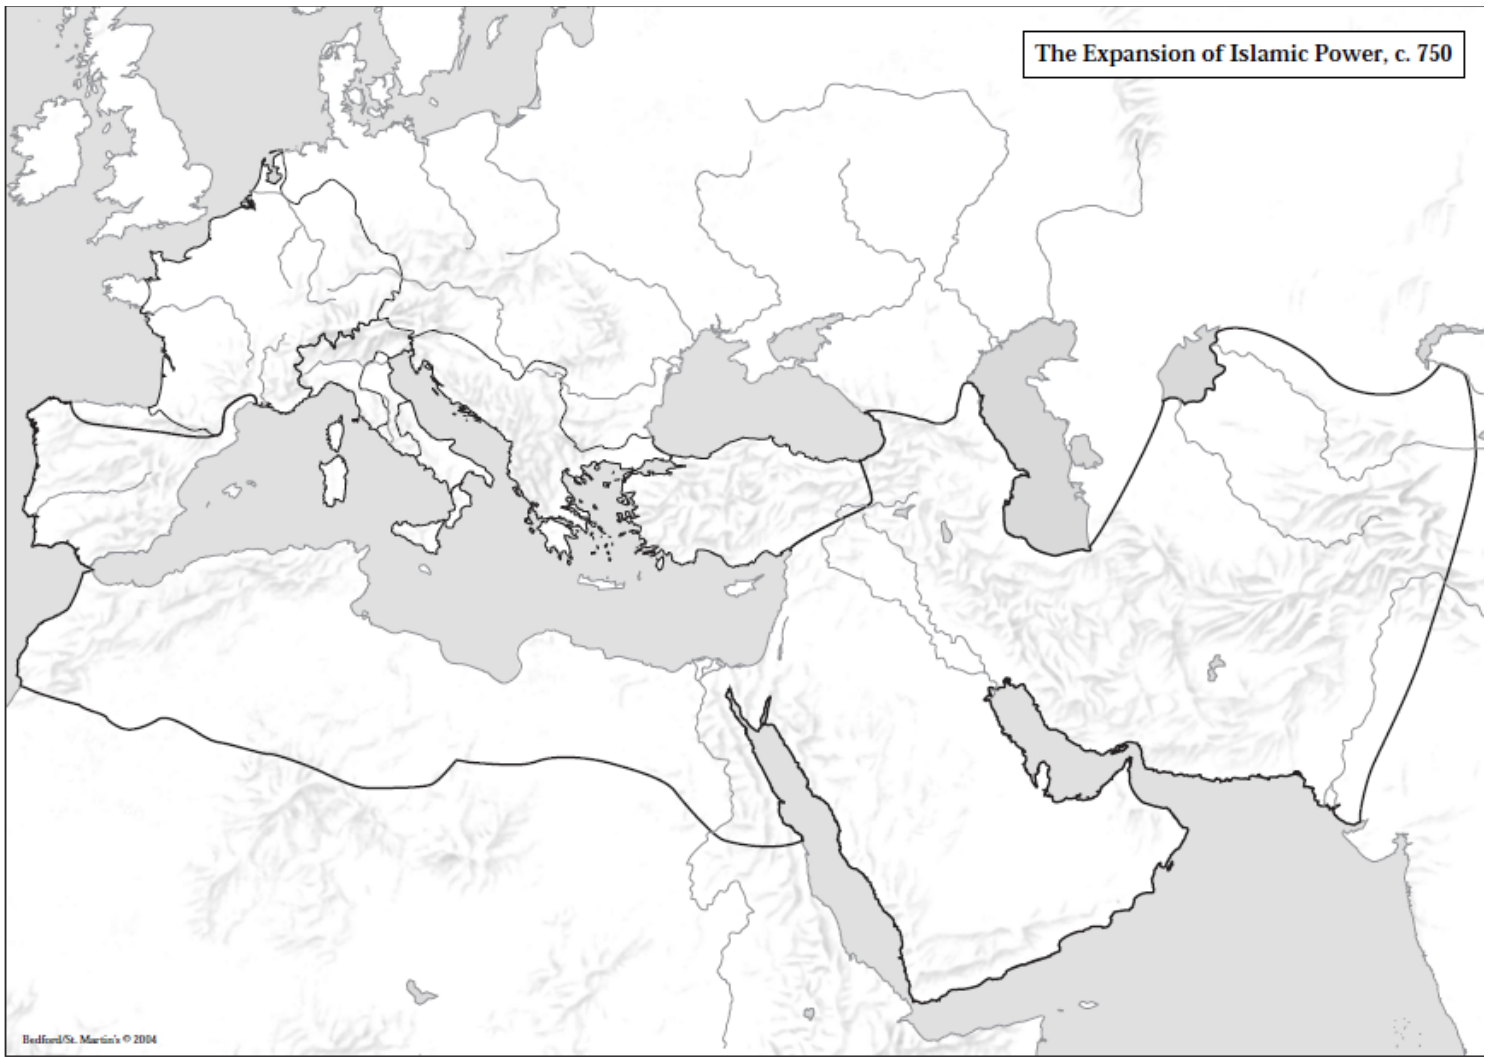 The Expansion of Islamic Power, c. 750
Bedford/St. Martin's © 2004